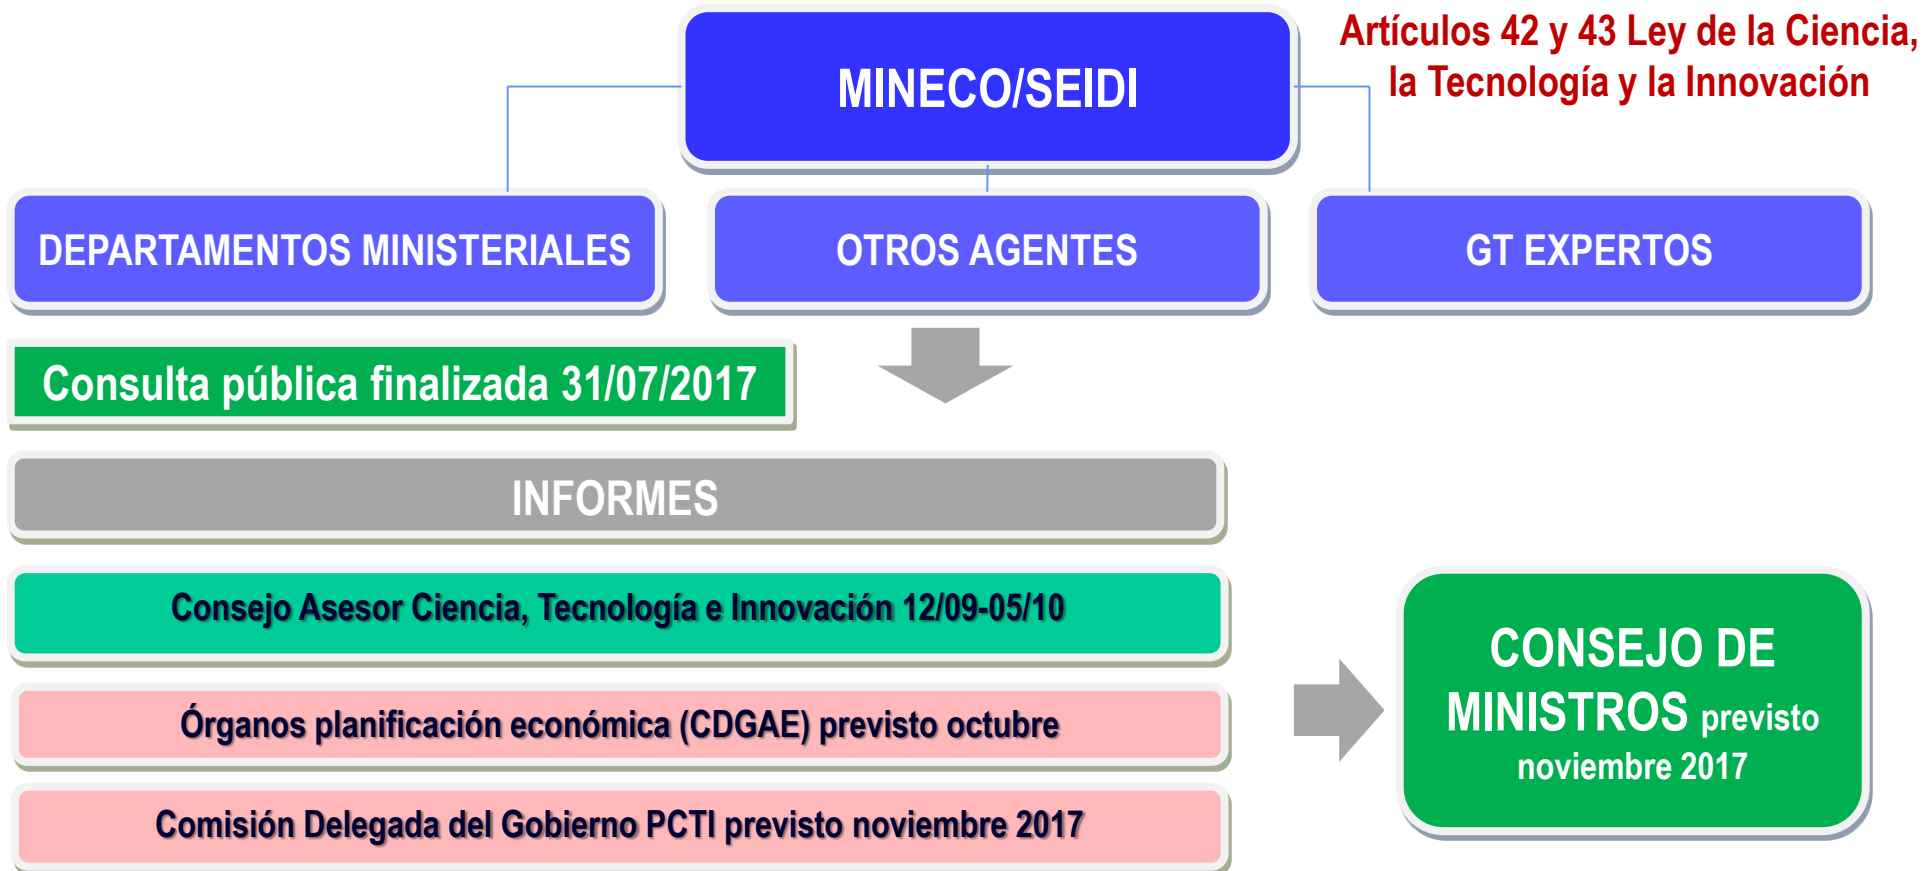 Artículos 42 y 43 Ley de la Ciencia,
la Tecnología y la Innovación
MINECO/SEIDI
DEPARTAMENTOS MINISTERIALES
OTROS AGENTES
GT EXPERTOS
Consulta pública finalizada 31/07/2017
INFORMES
Consejo Asesor Ciencia, Tecnología e Innovación 12/09-05/10
Órganos planificación económica (CDGAE) previsto octubre
Comisión Delegada del Gobierno PCTI previsto noviembre 2017
CONSEJO DE
MINISTROS previsto
noviembre 2017